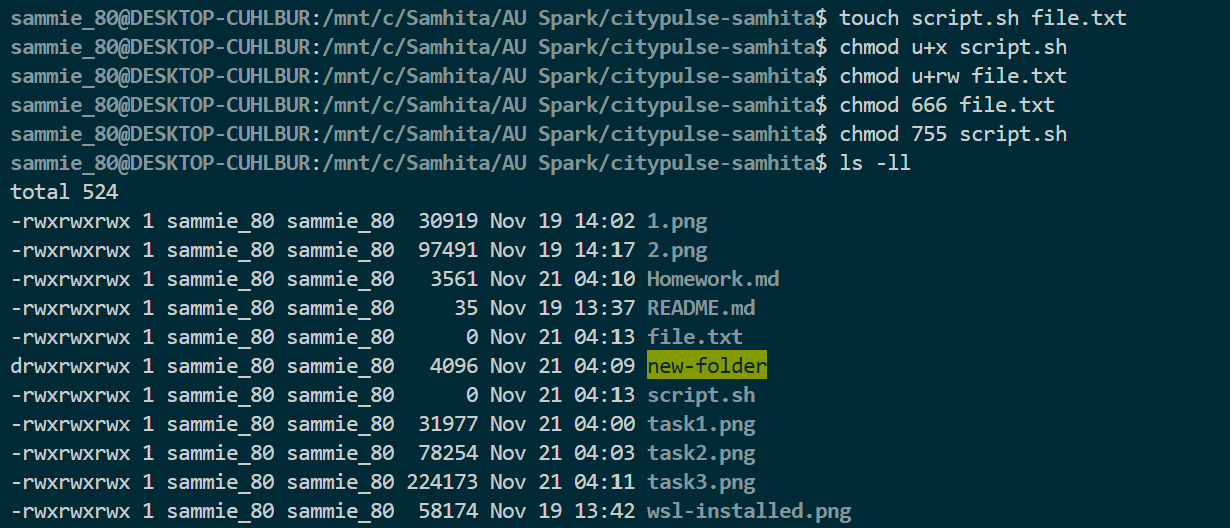 sammie_80@DESKTOP-CUHLBUR:/mnt/c/Samhita/AU Spark/citypulse-samhita$ touch script.sh file.txt
sammie_80@DESKTOP-CUHLBUR:/mnt/c/Samhita/AU Spark/citypulse-samhita$ chmod u+x script.sh
sammie_80@DESKTOP-CUHLBUR:/mnt/c/Samhita/AU Spark/citypulse-samhita$ chmod u+rw file.txt
sammie_80@DESKTOP-CUHLBUR:/mnt/c/Samhita/AU Spark/citypulse-samhita$ chmod 666 file.txt
sammie_80@DESKTOP-CUHLBUR:/mnt/c/Samhita/AU Spark/citypulse-samhita$ chmod 755 script.sh
sammie_80@DESKTOP-CUHLBUR:/mnt/c/Samhita/AU Spark/citypulse-samhita$ ls -ll
total 524
-rwxrwxrwx 1 sammie_80 sammie_80  30919 Nov 19 14:02 1.png
-rwxrwxrwx 1 sammie_80 sammie_80  97491 Nov 19 14:17 2.png
-rwxrwxrwx 1 sammie_80 sammie_80   3561 Nov 21 04:10 Homework.md
-rwxrwxrwx 1 sammie_80 sammie_80     35 Nov 19 13:37 README.md
-rwxrwxrwx 1 sammie_80 sammie_80      0 Nov 21 04:13 file.txt
drwxrwxrwx 1 sammie_80 sammie_80   4096 Nov 21 04:09 new-folder
-rwxrwxrwx 1 sammie_80 sammie_80      0 Nov 21 04:13 script.sh
-rwxrwxrwx 1 sammie_80 sammie_80  31977 Nov 21 04:00 task1.png
-rwxrwxrwx 1 sammie_80 sammie_80  78254 Nov 21 04:03 task2.png
-rwxrwxrwx 1 sammie_80 sammie_80 224173 Nov 21 04:11 task3.png
-rwxrwxrwx 1 sammie_80 sammie_80  58174 Nov 19 13:42 wsl-installed.png